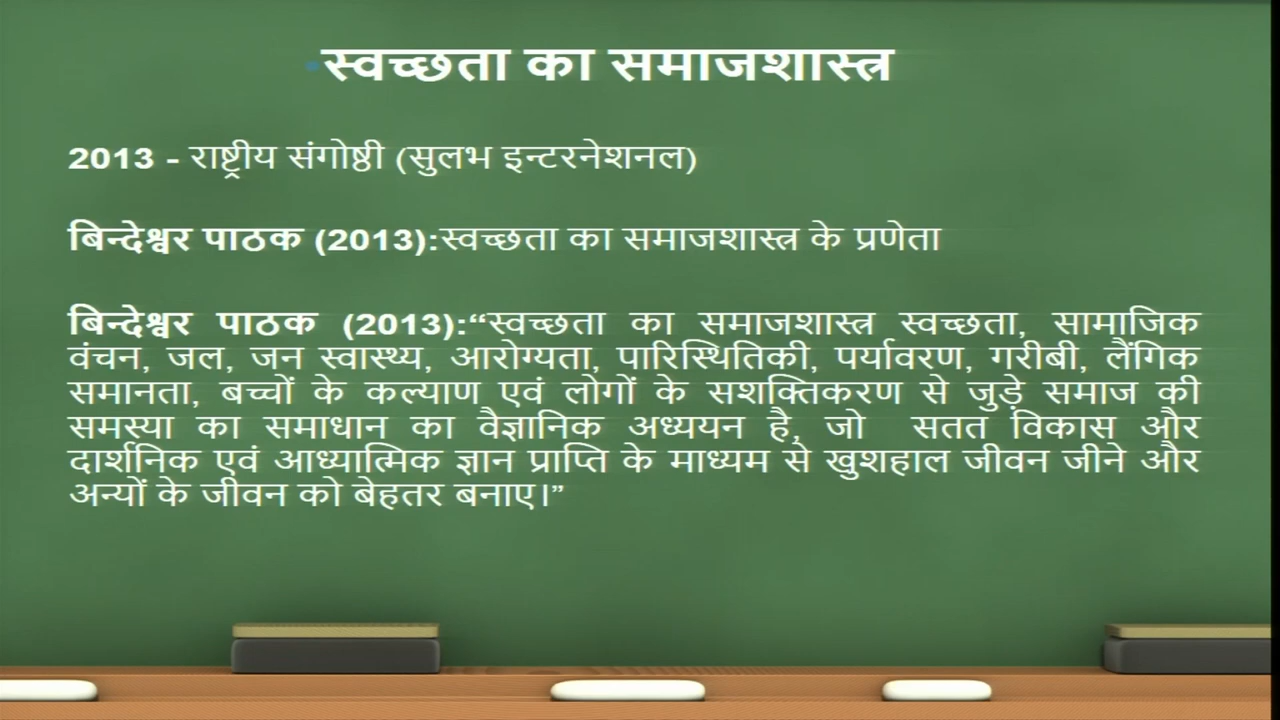 स्वच्छता का समाजशास्त्र
2013 - राष्ट्रीय संगोष्ठी (सुलभ इन्टरनेशनल)
बिन्देश्वर पाठक (2013):स्वच्छता का समाजशास्त्र के प्रणेता
बिन्देश्वर पाठक (2013):“स्वच्छता का समाजशास्त्र स्वच्छता, सामाजिक
वंचन, जल, जन स्वास्थ्य, आरोग्यता, पारिस्थितिकी, पर्यावरण, गरीबी, लैंगिक
समानता, बच्चों के कल्याण एवं लोगों के सशक्तिकरण से जुड़े समाज की
समस्या का समाधान का वैज्ञानिक अध्ययन है, जो सतत विकास और
दार्शनिक एवं आध्यात्मिक ज्ञान प्राप्ति के माध्यम से खुशहाल जीवन जीने और
अन्यों के जीवन को बेहतर बनाए।”